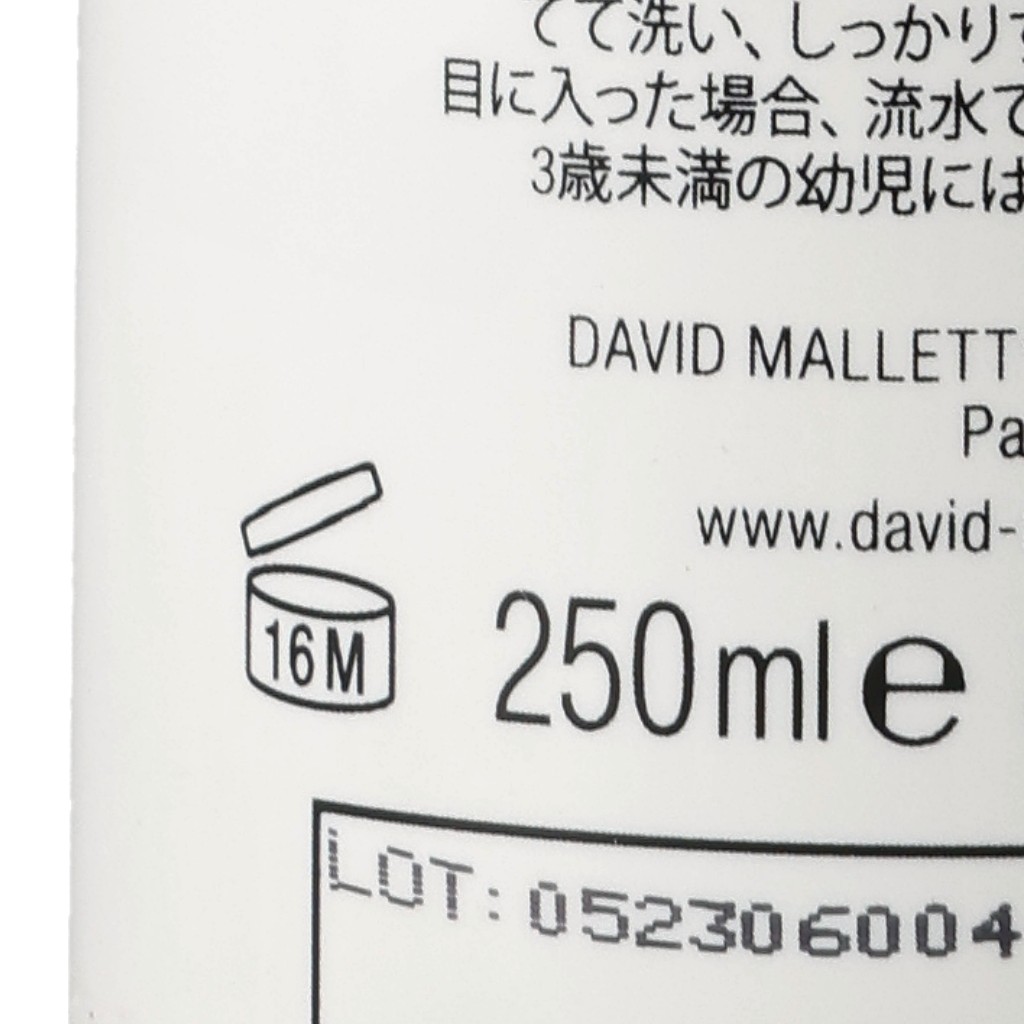 てて洗い、しっかりす
目に入った場合、流水で
3歳未満の幼児には
DAVID MALLETT
Pa
www.david-
16M
250ml e
LOT:052306004